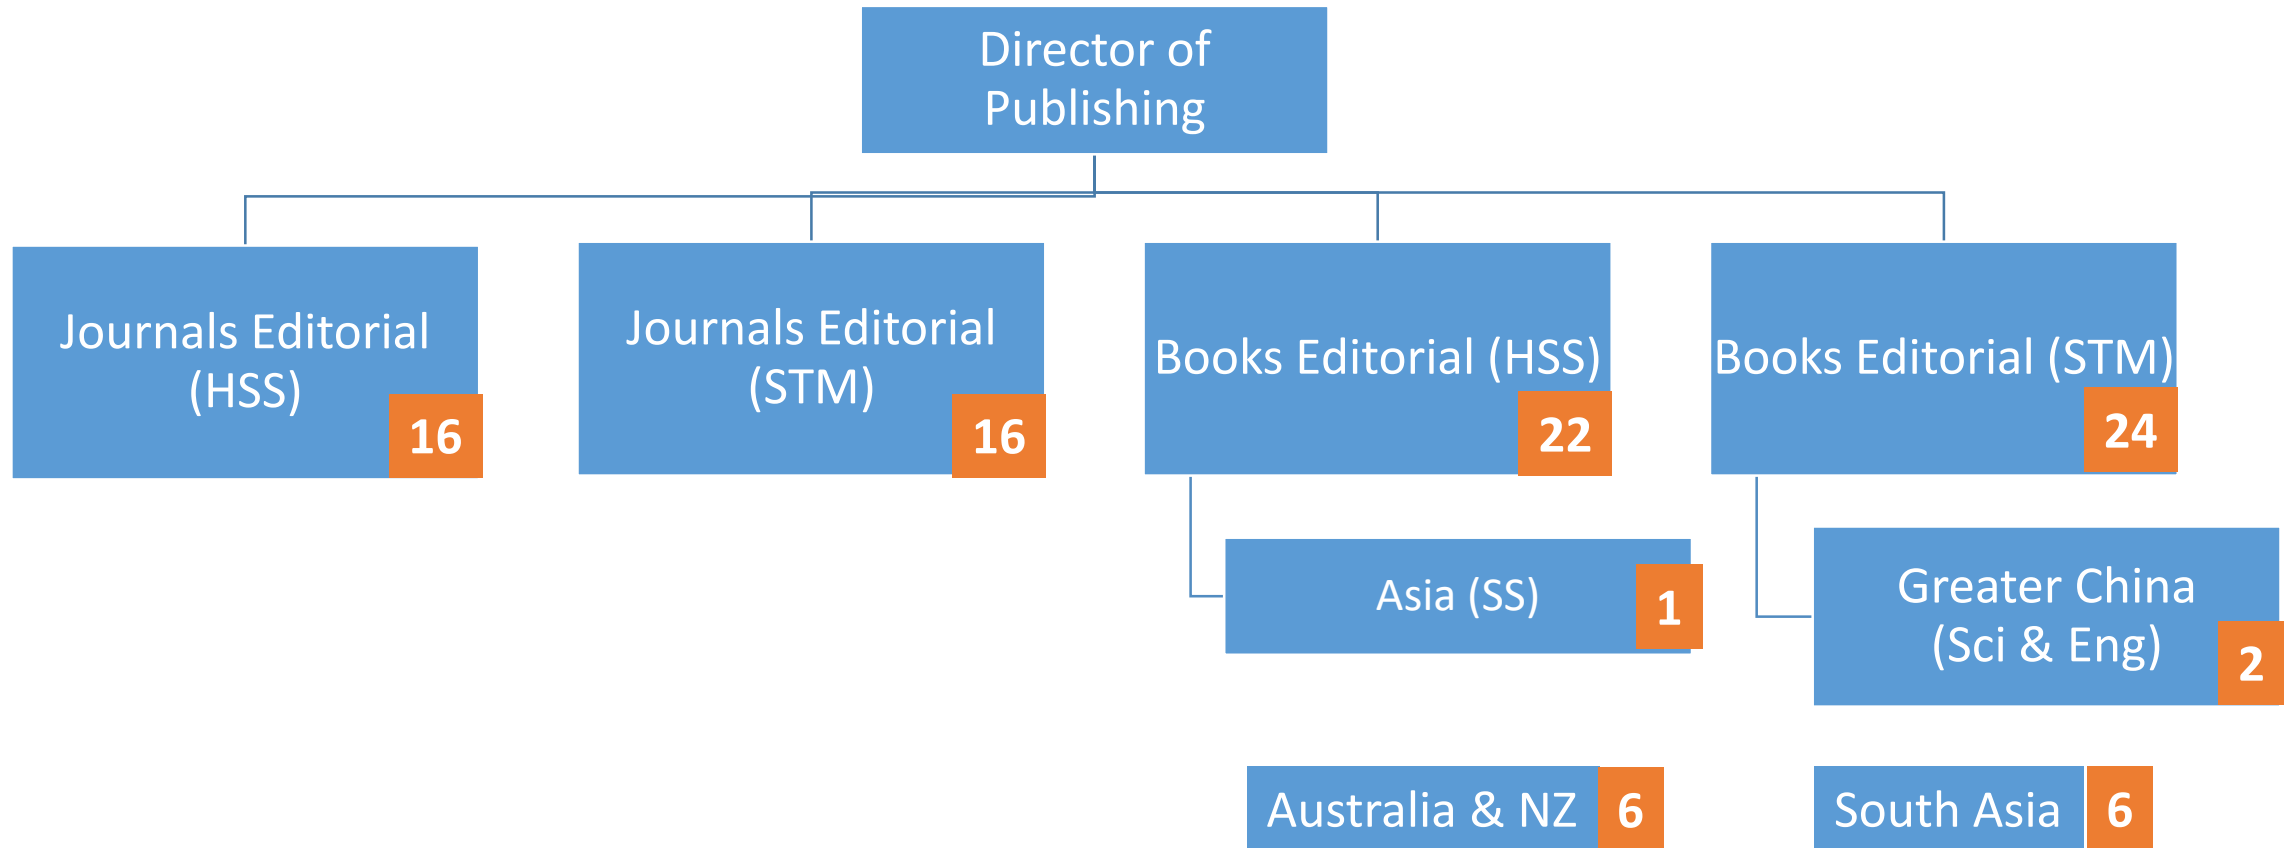 Director of
Publishing
Journals Editorial
(HSS)
16
Journals Editorial
(STM)
16
Books Editorial (HSS)
22
Books Editorial (STM)
24
Asia (SS)
1
Greater China
(Sci & Eng)
2
Australia & NZ
6
South Asia
6